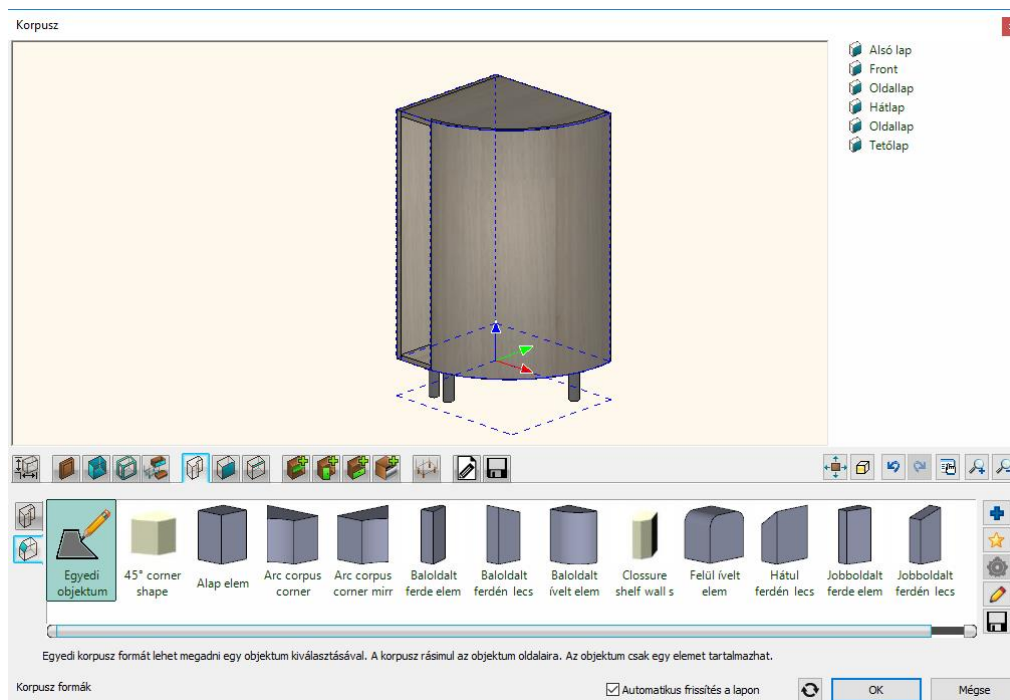 Korpusz
Alsó lap
Front
Oldallap
Hátlap
Oldallap
Tetőlap
Egyedi
objektum
45° corner
shape
Alap elem
Arc corpus
corner
Arc corpus
corner mirr
Baloldalt
ferde elem
Baloldalt
ferdén lecs
Baloldalt
ívelt elem
Clossure
shelf wall s
Felül ívelt
elem
Hátul
ferdén lecs
Jobboldalt
ferde elem
Jobboldalt
ferdén lecs
Egyedi korpusz formát lehet megadni egy objektum kiválasztásával. A korpusz rásimul az objektum oldalaira. Az objektum csak egy elemet tartalmazhat.
Korpusz formák
Automatikus frissítés a lapon
OK
Mégse